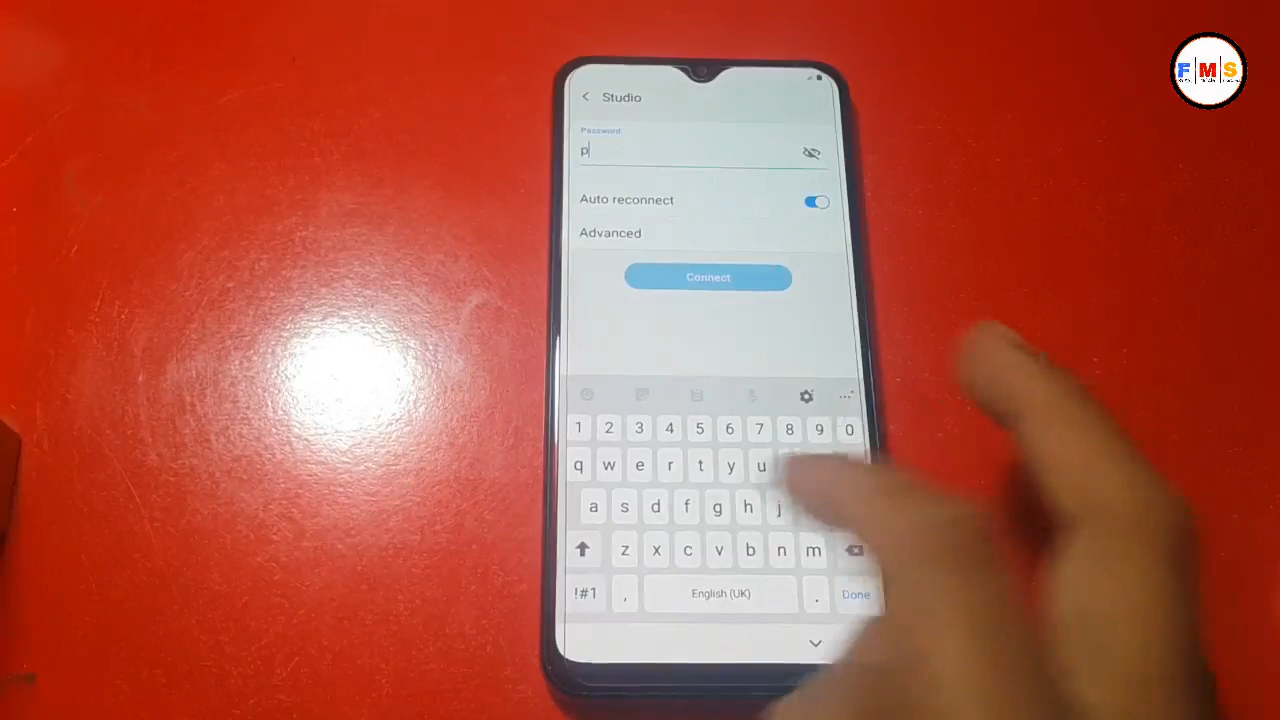 FMS
Studio
Password
p
Auto reconnect
Advanced
Connect
1 2 3 4 5 6 7 8 9 0
q w e r t y u
a s d f g h j
z x c v b n m
!#1 , English (UK) . Done